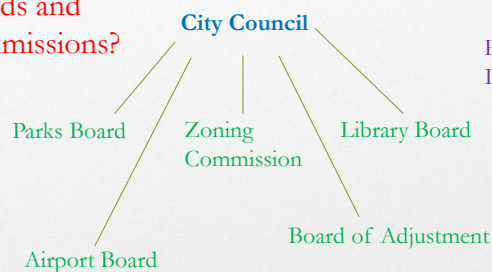 ds and
missions?
City Council
Parks Board
Zoning
Commission
Library Board
Board of Adjustment
Airport Board